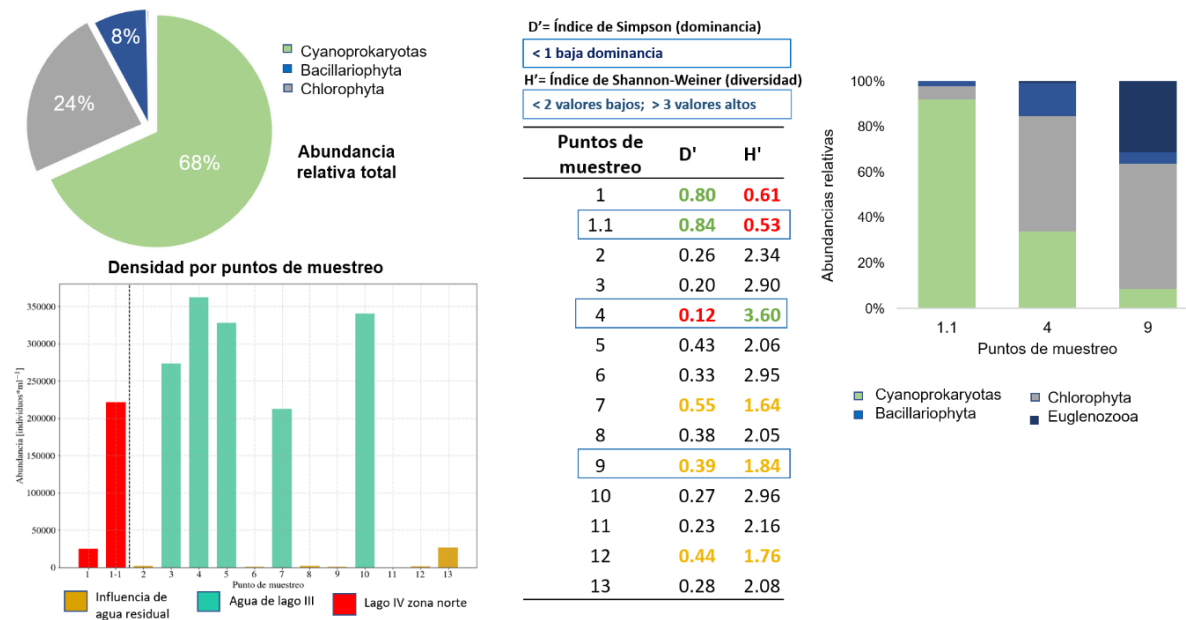 8%
24%
68%
Cyanoprokaryotas
Bacillariophyta
Chlorophyta
Abundancia
relativa total
Densidad por puntos de muestreo
Abundancia [individuos*ml⁻¹]
350000
300000
250000
200000
150000
100000
50000
0
1 1-1 2 3 4 5 6 7 8 9 10 11 12 13
Punto de muestreo
Influencia de
agua residual
Agua de lago III
Lago IV zona norte
D’= Índice de Simpson (dominancia)
< 1 baja dominancia
H’= Índice de Shannon-Weiner (diversidad)
< 2 valores bajos; > 3 valores altos
Puntos de
muestreo D' H'
1 0.80 0.61
1.1 0.84 0.53
2 0.26 2.34
3 0.20 2.90
4 0.12 3.60
5 0.43 2.06
6 0.33 2.95
7 0.55 1.64
8 0.38 2.05
9 0.39 1.84
10 0.27 2.96
11 0.23 2.16
12 0.44 1.76
13 0.28 2.08
Abundancias relativas
100%
80%
60%
40%
20%
0%
1.1 4 9
Puntos de muestreo
Cyanoprokaryotas
Chlorophyta
Bacillariophyta
Euglenozooa